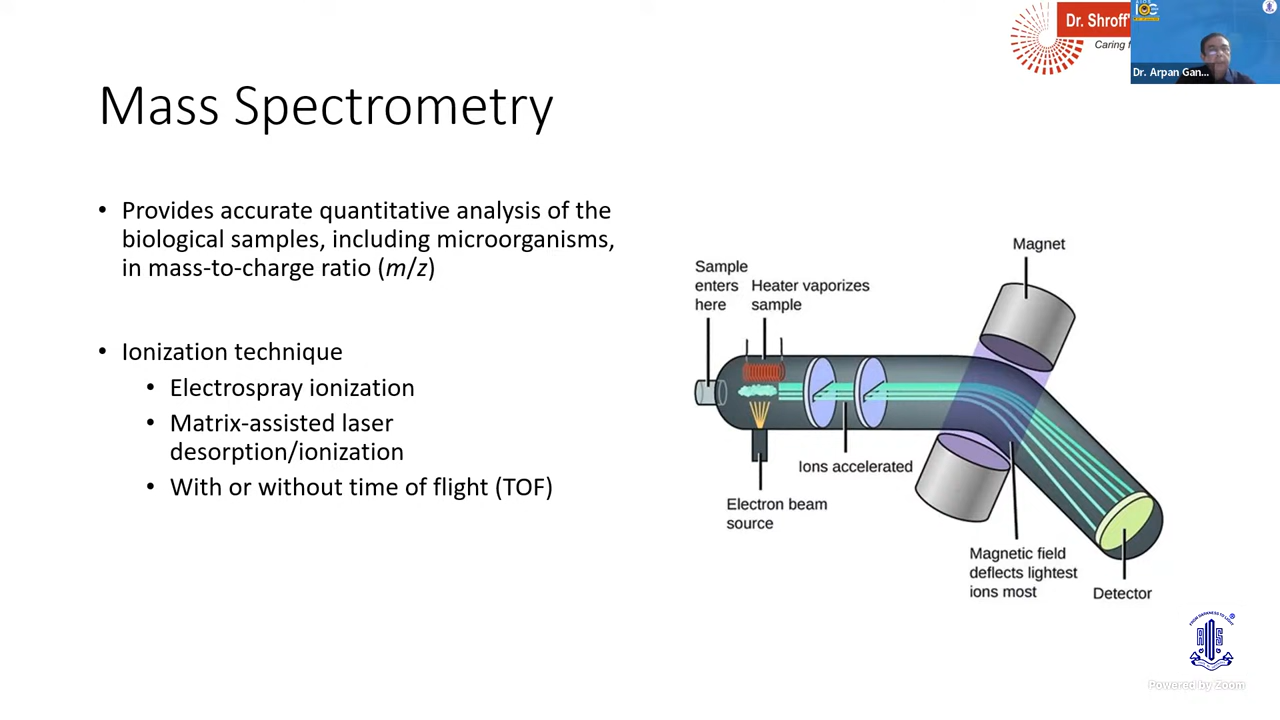 Dr. Shroff'
Caring f
Dr. Arpan Gan...
Mass Spectrometry
• Provides accurate quantitative analysis of the
biological samples, including microorganisms,
in mass-to-charge ratio (m/z)
• Ionization technique
• Electrospray ionization
• Matrix-assisted laser
desorption/ionization
• With or without time of flight (TOF)
Magnet
Sample
enters
here
Heater vaporizes
sample
Ions accelerated
Electron beam
source
Magnetic field
deflects lightest
ions most
Detector
Powered by Zoom